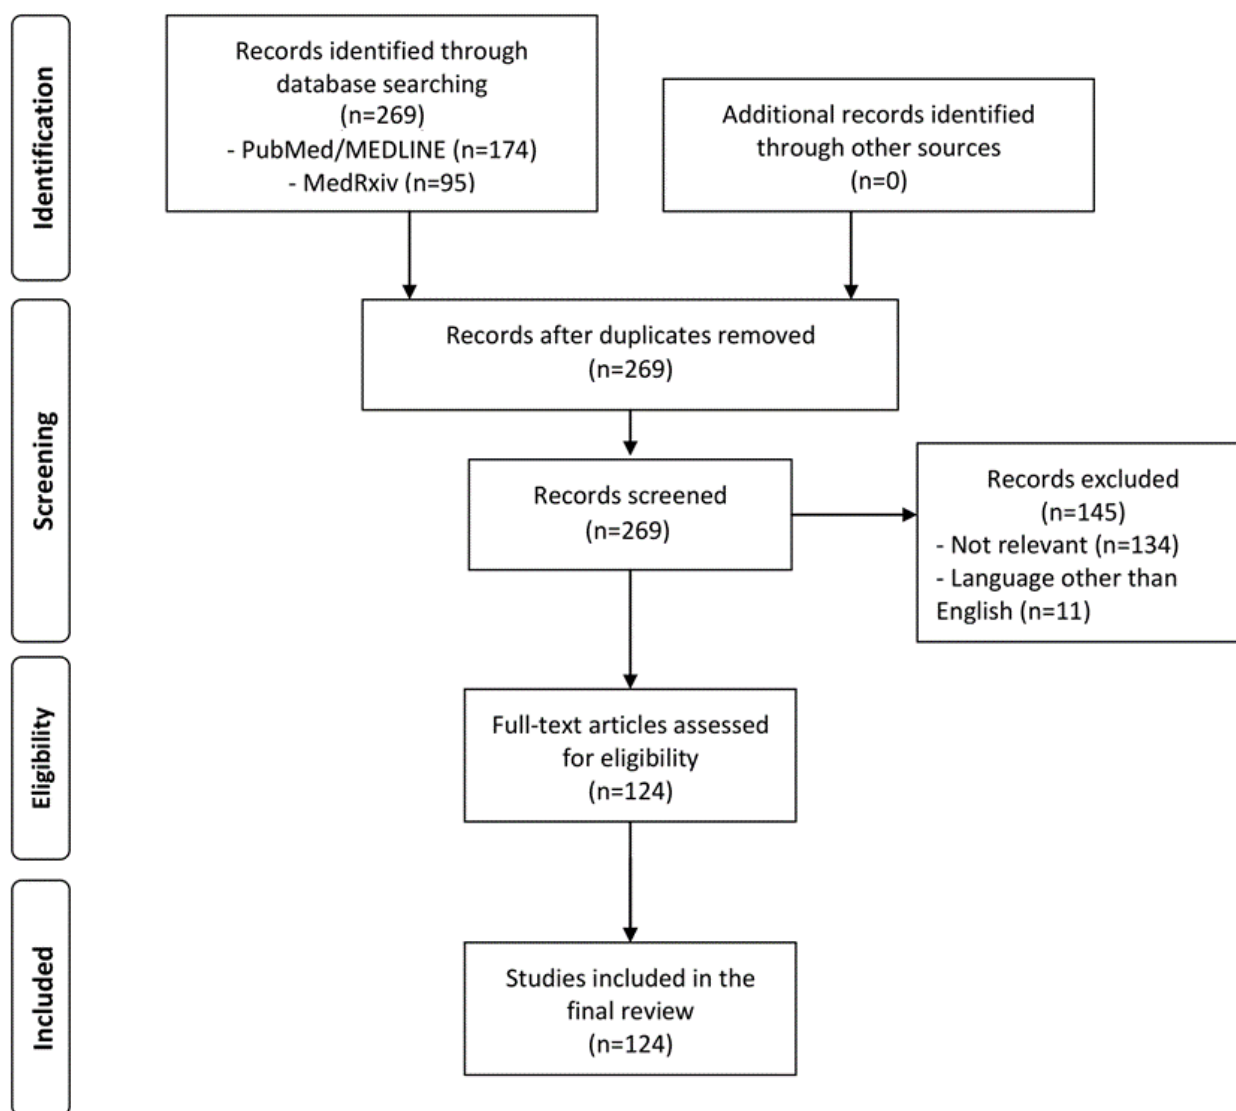 Identification
Records identified through
database searching
(n=269)
- PubMed/MEDLINE (n=174)
- MedRxiv (n=95)
Additional records identified
through other sources
(n=0)
Screening
Records after duplicates removed
(n=269)
Records screened
(n=269)
Records excluded
(n=145)
- Not relevant (n=134)
- Language other than
English (n=11)
Eligibility
Full-text articles assessed
for eligibility
(n=124)
Included
Studies included in the
final review
(n=124)